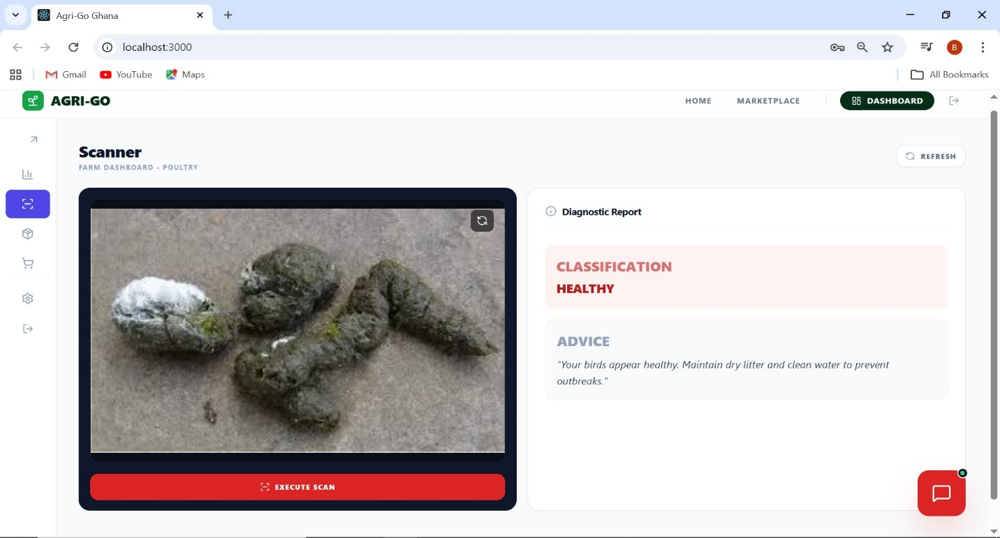 Agri-Go Ghana
localhost:3000
B
Gmail
YouTube
Maps
All Bookmarks
AGRI-GO
HOME
MARKETPLACE
DASHBOARD
Scanner
FARM DASHBOARD - POULTRY
REFRESH
EXECUTE SCAN
Diagnostic Report
CLASSIFICATION
HEALTHY
ADVICE
"Your birds appear healthy. Maintain dry litter and clean water to prevent
outbreaks."